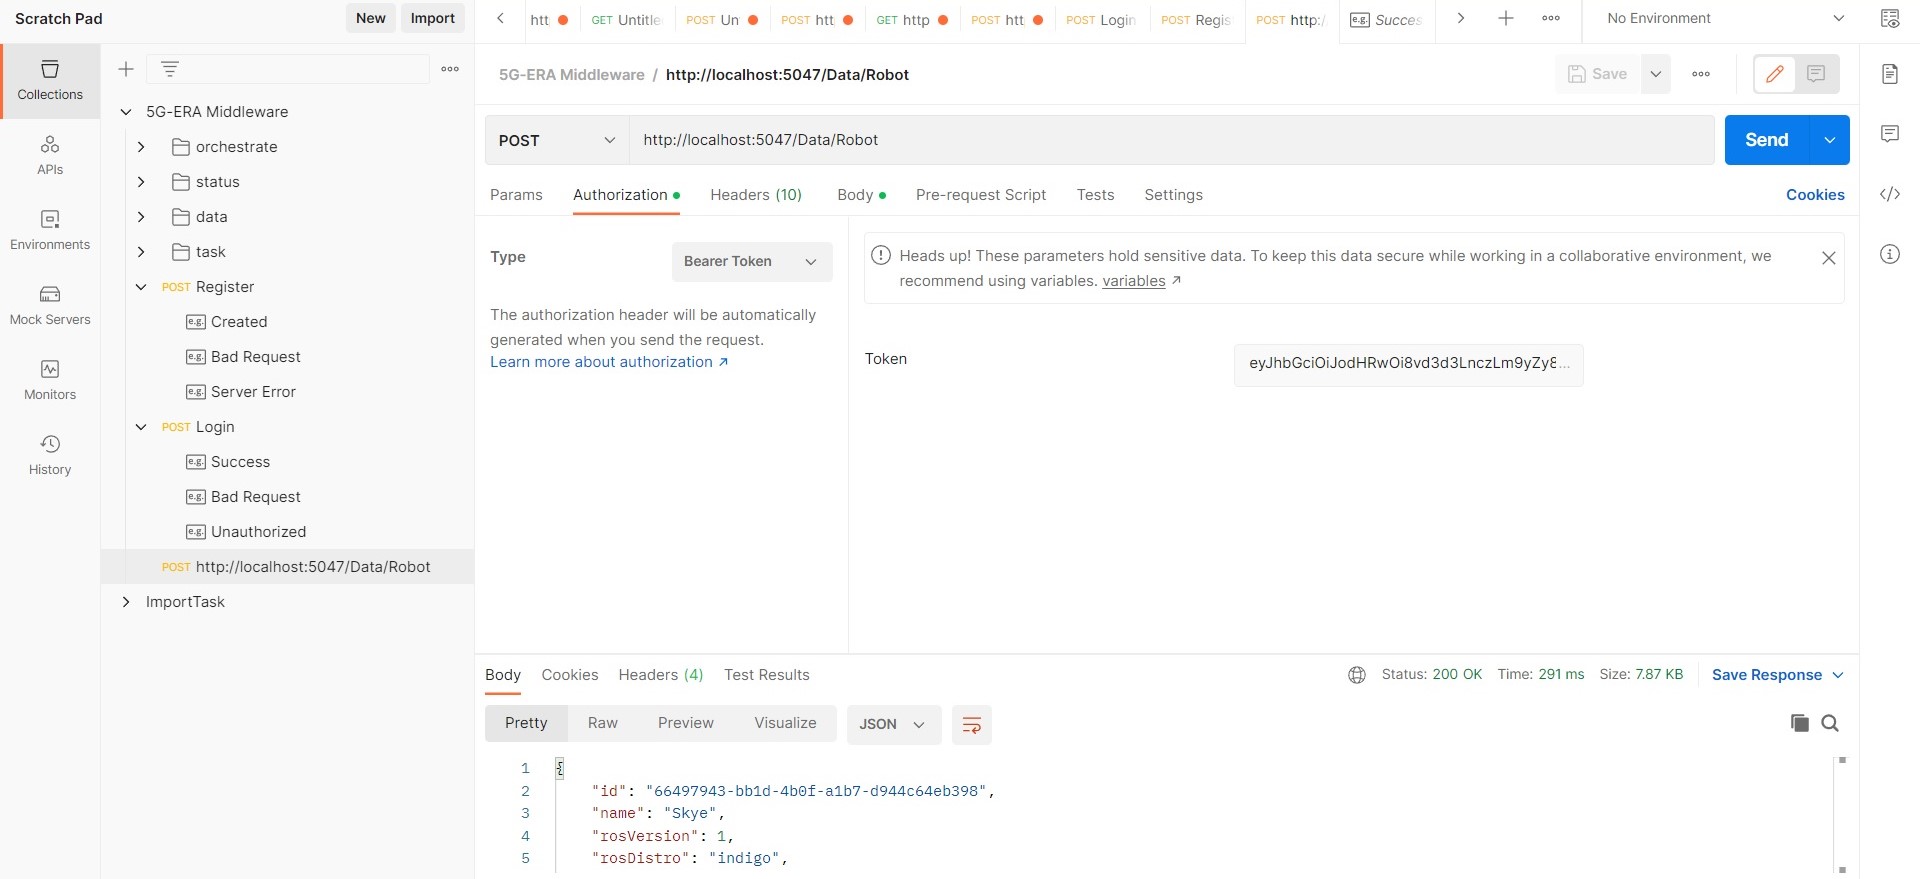 Scratch Pad
New
Import
htt
GET Untitle
POST Un
POST htt
GET http
POST htt
POST Login
POST Regis
POST http:/
e.g. Succes
No Environment
Collections
APIs
Environments
Mock Servers
Monitors
History
5G-ERA Middleware
orchestrate
status
data
task
POST Register
e.g. Created
e.g. Bad Request
e.g. Server Error
POST Login
e.g. Success
e.g. Bad Request
e.g. Unauthorized
POST http://localhost:5047/Data/Robot
ImportTask
5G-ERA Middleware / http://localhost:5047/Data/Robot
Save
POST
http://localhost:5047/Data/Robot
Send
Params Authorization Headers (10) Body Pre-request Script Tests Settings
Cookies
Type
Bearer Token
The authorization header will be automatically
generated when you send the request.
Learn more about authorization ↗
Heads up! These parameters hold sensitive data. To keep this data secure while working in a collaborative environment, we
recommend using variables. variables ↗
Token
eyJhbGciOiJodHRwOi8vd3d3LnczLm9yZy8...
Body Cookies Headers (4) Test Results
Status: 200 OK Time: 291 ms Size: 7.87 KB
Save Response
Pretty Raw Preview Visualize
JSON
1 {
2 "id": "66497943-bb1d-4b0f-a1b7-d944c64eb398",
3 "name": "Skye",
4 "rosVersion": 1,
5 "rosDistro": "indigo",